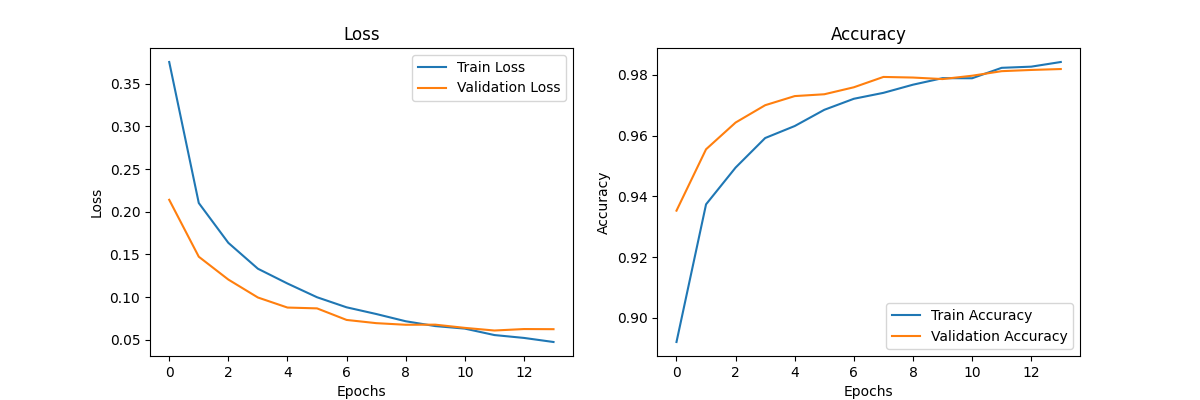 Loss
Train Loss
Validation Loss
0.35
0.30
0.25
0.20
0.15
0.10
0.05
Loss
0 2 4 6 8 10 12
Epochs
Accuracy
0.98
0.96
0.94
0.92
0.90
Accuracy
Train Accuracy
Validation Accuracy
0 2 4 6 8 10 12
Epochs